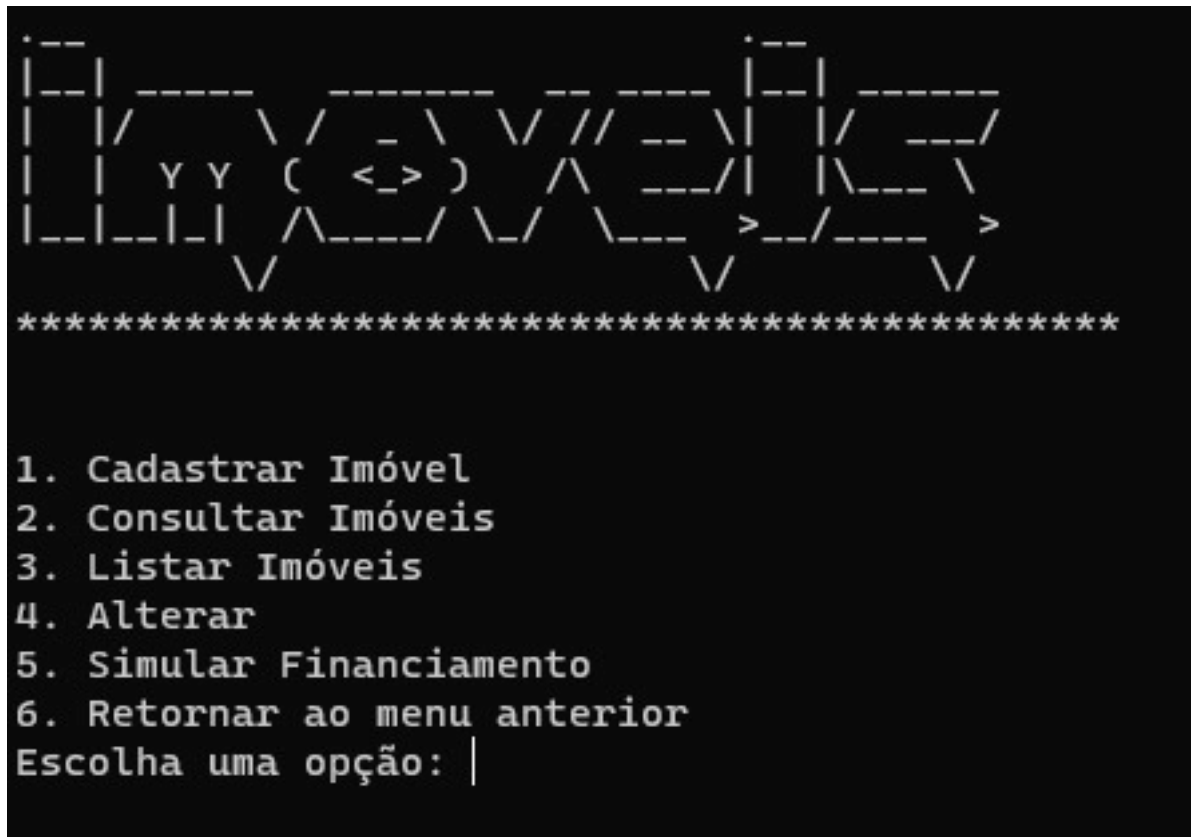 imoveis
**********************************************
1. Cadastrar Imóvel
2. Consultar Imóveis
3. Listar Imóveis
4. Alterar
5. Simular Financiamento
6. Retornar ao menu anterior
Escolha uma opção: